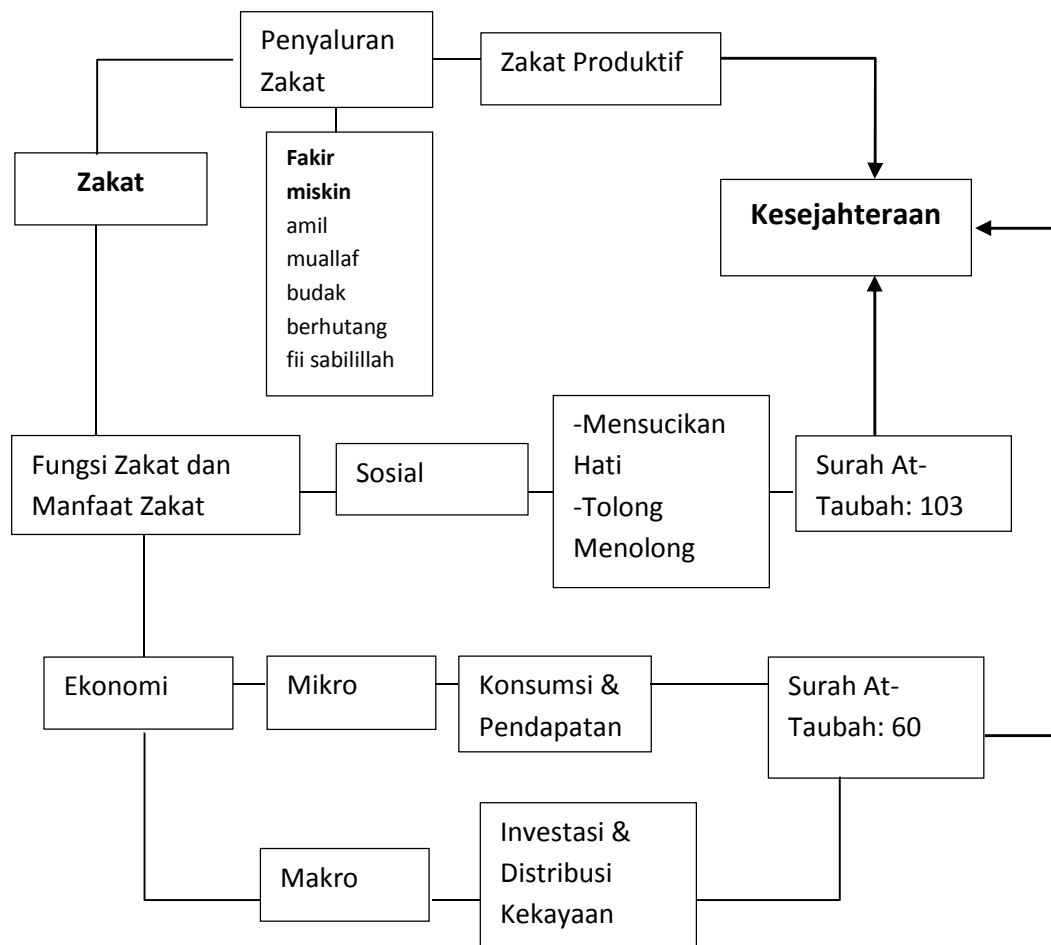 Penyaluran
Zakat
Zakat Produktif
Zakat
Fakir
miskin
amil
muallaf
budak
berhutang
fii sabilillah
Kesejahteraan
Fungsi Zakat dan
Manfaat Zakat
Sosial
-Mensucikan
Hati
-Tolong
Menolong
Surah At-
Taubah: 103
Ekonomi
Mikro
Konsumsi &
Pendapatan
Surah At-
Taubah: 60
Makro
Investasi &
Distribusi
Kekayaan